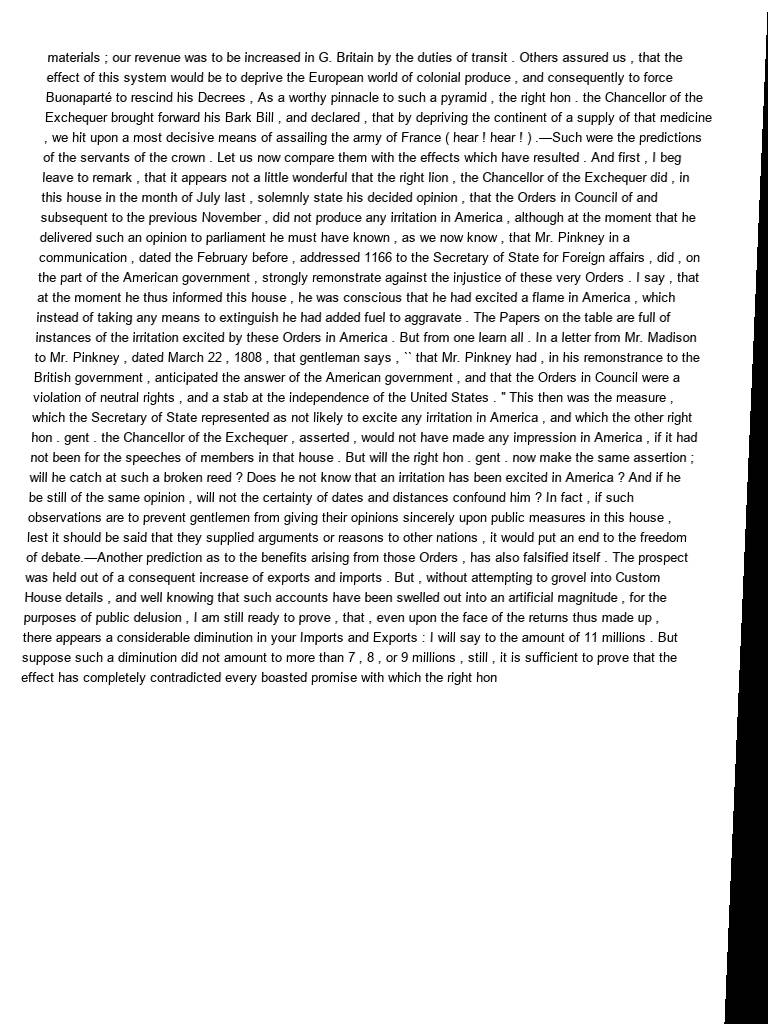 materials ; our revenue was to be increased in G. Britain by the duties of transit . Others assured us , that the
effect of this system would be to deprive the European world of colonial produce , and consequently to force
Buonaparté to rescind his Decrees , As a worthy pinnacle to such a pyramid , the right hon . the Chancellor of the
Exchequer brought forward his Bark Bill , and declared , that by depriving the continent of a supply of that medicine
, we hit upon a most decisive means of assailing the army of France ( hear ! hear ! ) .—Such were the predictions
of the servants of the crown . Let us now compare them with the effects which have resulted . And first , I beg
leave to remark , that it appears not a little wonderful that the right lion , the Chancellor of the Exchequer did , in
this house in the month of July last , solemnly state his decided opinion , that the Orders in Council of and
subsequent to the previous November , did not produce any irritation in America , although at the moment that he
delivered such an opinion to parliament he must have known , as we now know , that Mr. Pinkney in a
communication , dated the February before , addressed 1166 to the Secretary of State for Foreign affairs , did , on
the part of the American government , strongly remonstrate against the injustice of these very Orders . I say , that
at the moment he thus informed this house , he was conscious that he had excited a flame in America , which
instead of taking any means to extinguish he had added fuel to aggravate . The Papers on the table are full of
instances of the irritation excited by these Orders in America . But from one learn all . In a letter from Mr. Madison
to Mr. Pinkney , dated March 22 , 1808 , that gentleman says , `` that Mr. Pinkney had , in his remonstrance to the
British government , anticipated the answer of the American government , and that the Orders in Council were a
violation of neutral rights , and a stab at the independence of the United States . " This then was the measure ,
which the Secretary of State represented as not likely to excite any irritation in America , and which the other right
hon . gent . the Chancellor of the Exchequer , asserted , would not have made any impression in America , if it had
not been for the speeches of members in that house . But will the right hon . gent . now make the same assertion ;
will he catch at such a broken reed ? Does he not know that an irritation has been excited in America ? And if he
be still of the same opinion , will not the certainty of dates and distances confound him ? In fact , if such
observations are to prevent gentlemen from giving their opinions sincerely upon public measures in this house ,
lest it should be said that they supplied arguments or reasons to other nations , it would put an end to the freedom
of debate.—Another prediction as to the benefits arising from those Orders , has also falsified itself . The prospect
was held out of a consequent increase of exports and imports . But , without attempting to grovel into Custom
House details , and well knowing that such accounts have been swelled out into an artificial magnitude , for the
purposes of public delusion , I am still ready to prove , that , even upon the face of the returns thus made up ,
there appears a considerable diminution in your Imports and Exports : I will say to the amount of 11 millions . But
suppose such a diminution did not amount to more than 7 , 8 , or 9 millions , still , it is sufficient to prove that the
effect has completely contradicted every boasted promise with which the right hon